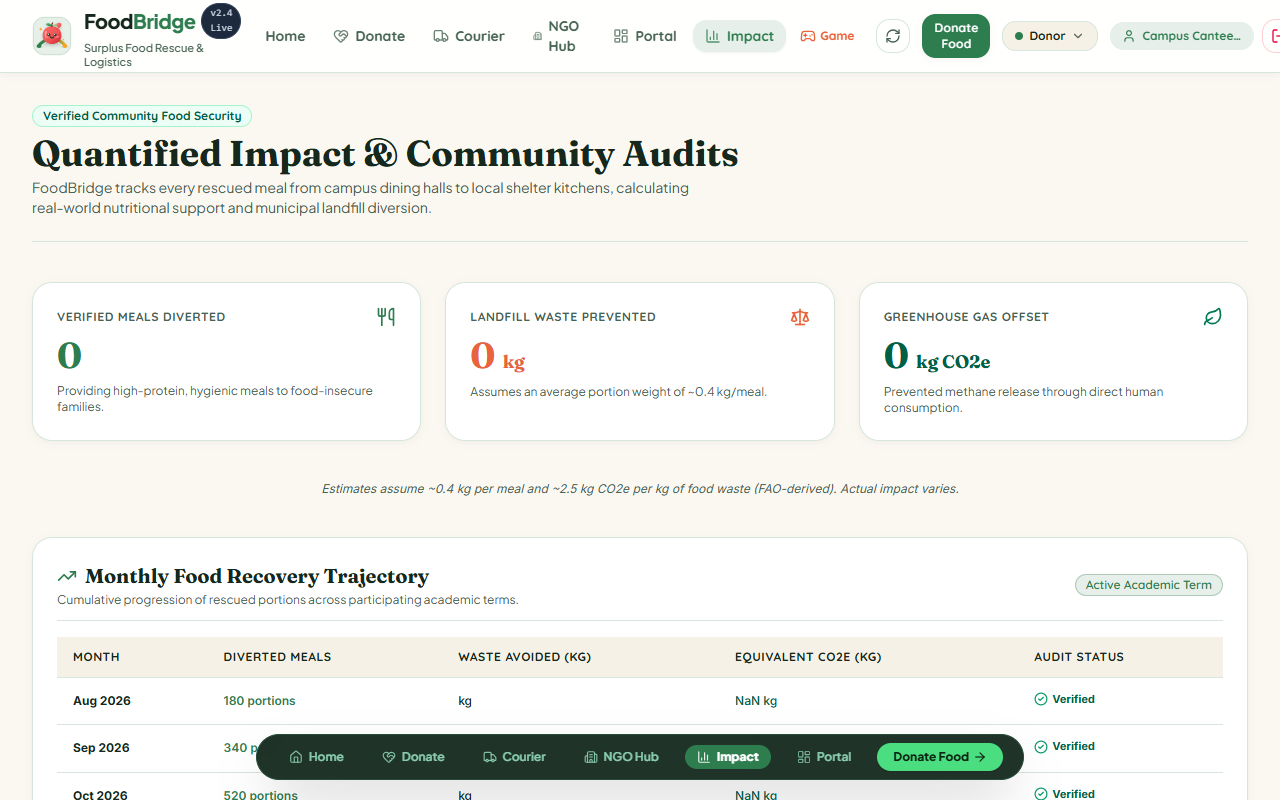 FoodBridge
v2.4
Live
Surplus Food Rescue &
Logistics
Home
Donate
Courier
NGO
Hub
Portal
Impact
Game
Donate
Food
Donor
Campus Cantee...
Verified Community Food Security
Quantified Impact & Community Audits
FoodBridge tracks every rescued meal from campus dining halls to local shelter kitchens, calculating
real-world nutritional support and municipal landfill diversion.
VERIFIED MEALS DIVERTED
0
Providing high-protein, hygienic meals to food-insecure
families.
LANDFILL WASTE PREVENTED
0 kg
Assumes an average portion weight of ~0.4 kg/meal.
GREENHOUSE GAS OFFSET
0 kg CO2e
Prevented methane release through direct human
consumption.
Estimates assume ~0.4 kg per meal and ~2.5 kg CO2e per kg of food waste (FAO-derived). Actual impact varies.
Monthly Food Recovery Trajectory
Cumulative progression of rescued portions across participating academic terms.
Active Academic Term
MONTH DIVERTED MEALS WASTE AVOIDED (KG) EQUIVALENT CO2E (KG) AUDIT STATUS
Aug 2026 180 portions kg NaN kg Verified
Sep 2026 340 p Verified
Home Donate Courier NGO Hub Impact Portal Donate Food →
Oct 2026 520 portions kg NaN kg Verified